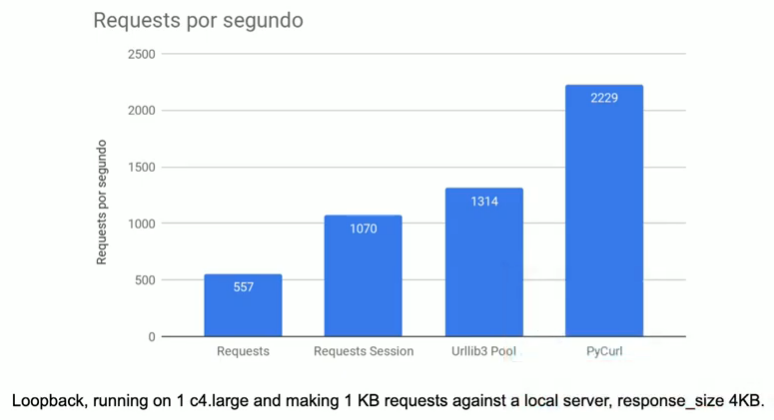 Requests por segundo
2500
2000
1500
1000
500
0
Requests por segundo
557
1070
1314
2229
Requests
Requests Session
Urllib3 Pool
PyCurl
Loopback, running on 1 c4.large and making 1 KB requests against a local server, response_size 4KB.